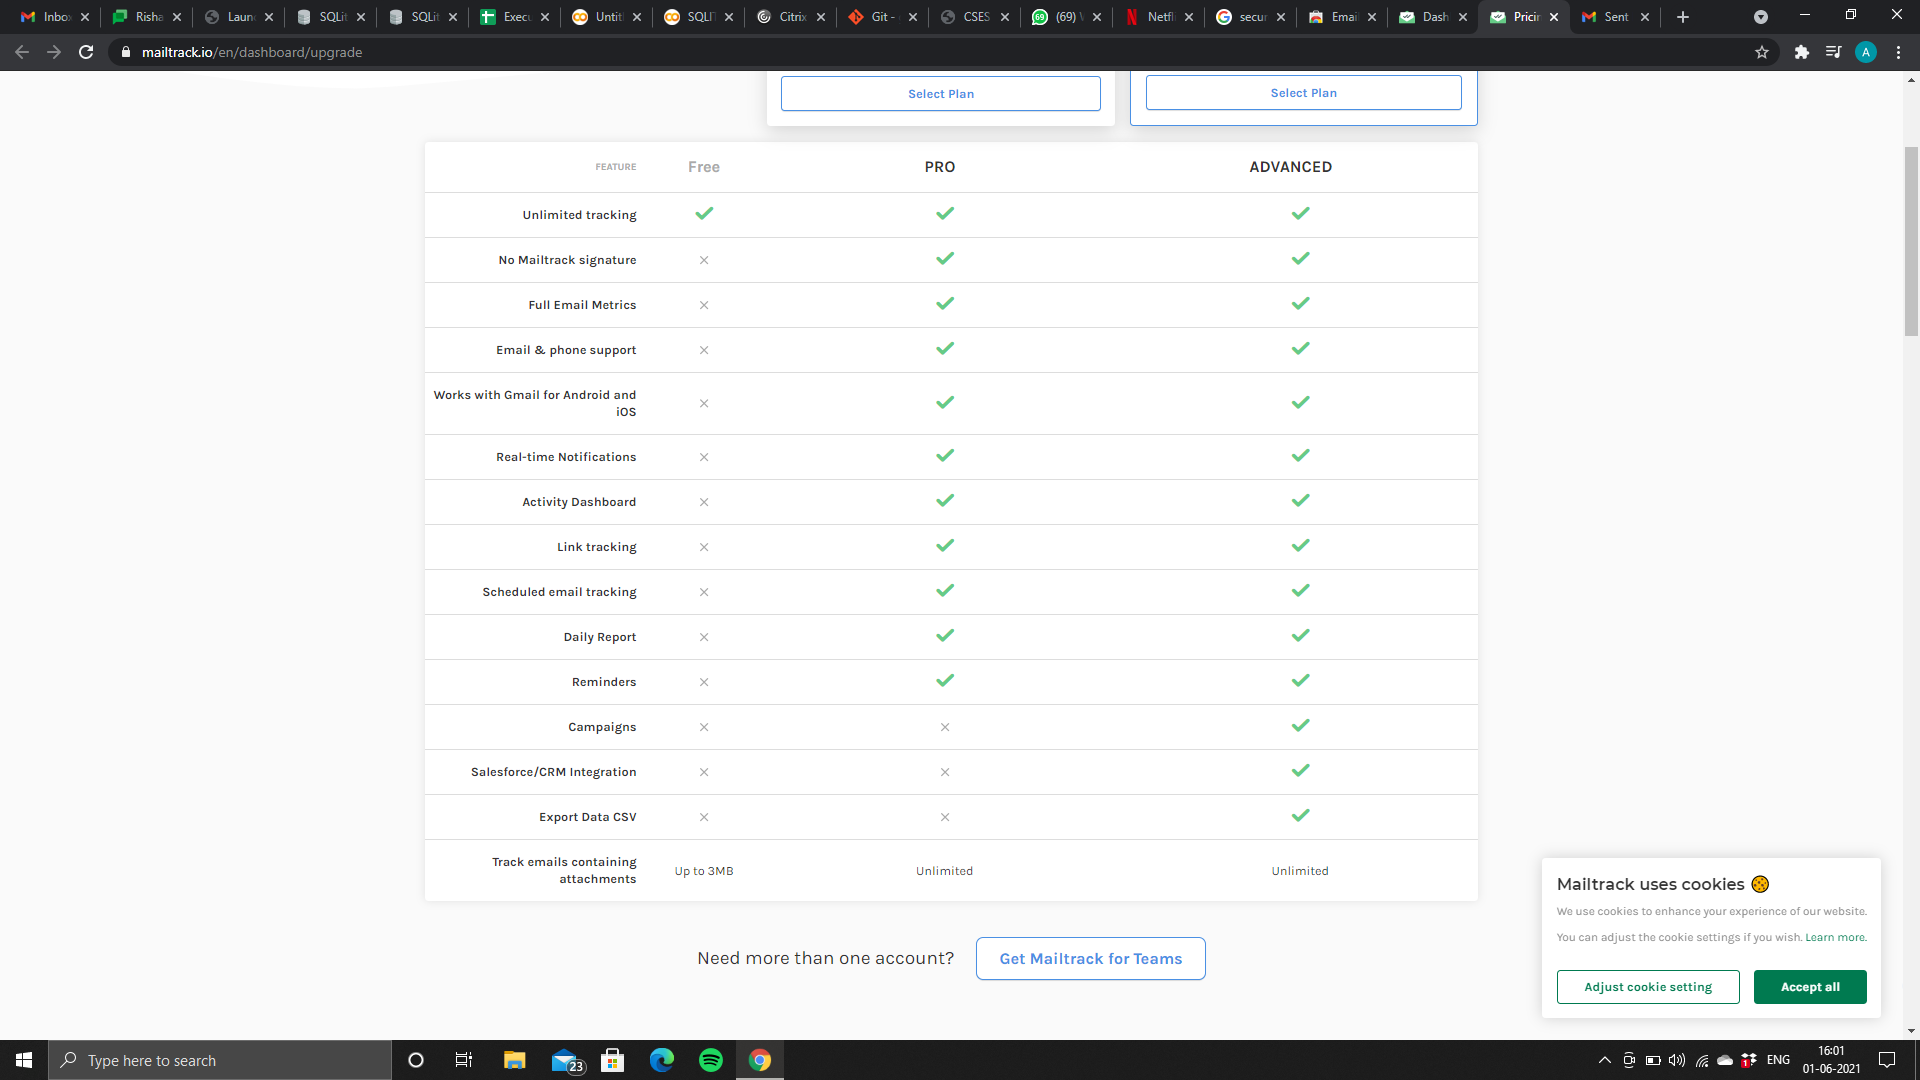 Inbo
Risha
Laun
SQLit
SQLit
Execu
Untitl
SQLIT
Citrix
Git -
CSES
(69)
Netfl
secur
Email
Dash
Pricin
Sent
mailtrack.io/en/dashboard/upgrade
A
Select Plan
Select Plan
FEATURE Free PRO ADVANCED
Unlimited tracking
No Mailtrack signature
Full Email Metrics
Email & phone support
Works with Gmail for Android and
iOS
Real-time Notifications
Activity Dashboard
Link tracking
Scheduled email tracking
Daily Report
Reminders
Campaigns
Salesforce/CRM Integration
Export Data CSV
Track emails containing
attachments
Up to 3MB Unlimited Unlimited
Need more than one account? Get Mailtrack for Teams
Mailtrack uses cookies
We use cookies to enhance your experience of our website.
You can adjust the cookie settings if you wish. Learn more.
Adjust cookie setting Accept all
Type here to search
23
ENG
16:01
01-06-2021